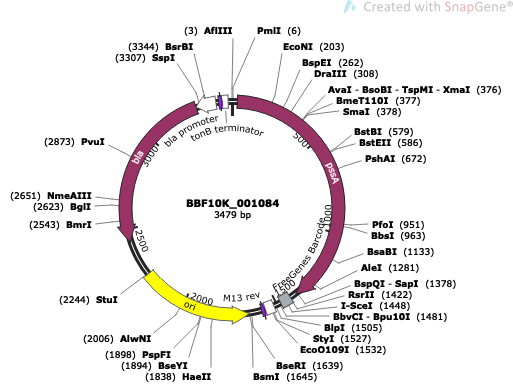 Created with SnapGene®
(3) AflIII
PmlI (6)
(3344) BsrBI
EcoNI (203)
(3307) SspI
BspEI (262)
DraIII (308)
AvaI - BsoBI - TspMI - XmaI (376)
BmeT110I (377)
SmaI (378)
bla promoter
tonB terminator
500
BstBI (579)
BstEII (586)
(2873) PvuI
3000
PshAI (672)
bla
pssA
(2651) NmeAIII
BBF10K_001084
(2623) BglI
3479 bp
(2543) BmrI
PfoI (951)
1000
BbsI (963)
2500
FreeGenes Barcode
BsaBI (1133)
AleI (1281)
BspQI - SapI (1378)
(2244) StuI
2000
M13 rev
1500
RsrII (1422)
ori
I-SceI (1448)
BbvCI - Bpu10I (1481)
BlpI (1505)
(2006) AlwNI
StyI (1527)
(1898) PspFI
EcoO109I (1532)
(1894) BseYI
BseRI (1639)
(1838) HaeII
BsmI (1645)